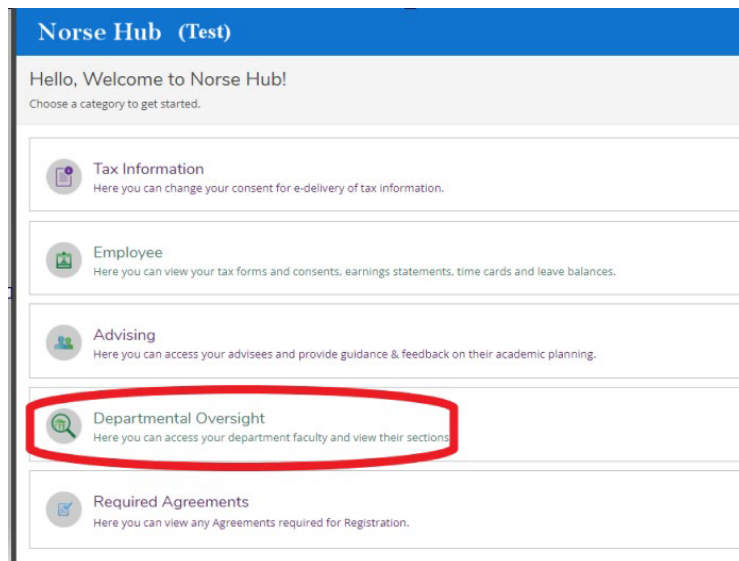 Norse Hub (Test)
Hello, Welcome to Norse Hub!
Choose a category to get started.
Tax Information
Here you can change your consent for e-delivery of tax information.
Employee
Here you can view your tax forms and consents, earnings statements, time cards and leave balances.
Advising
Here you can access your advisees and provide guidance & feedback on their academic planning.
Departmental Oversight
Here you can access your department faculty and view their sections
Required Agreements
Here you can view any Agreements required for Registration.